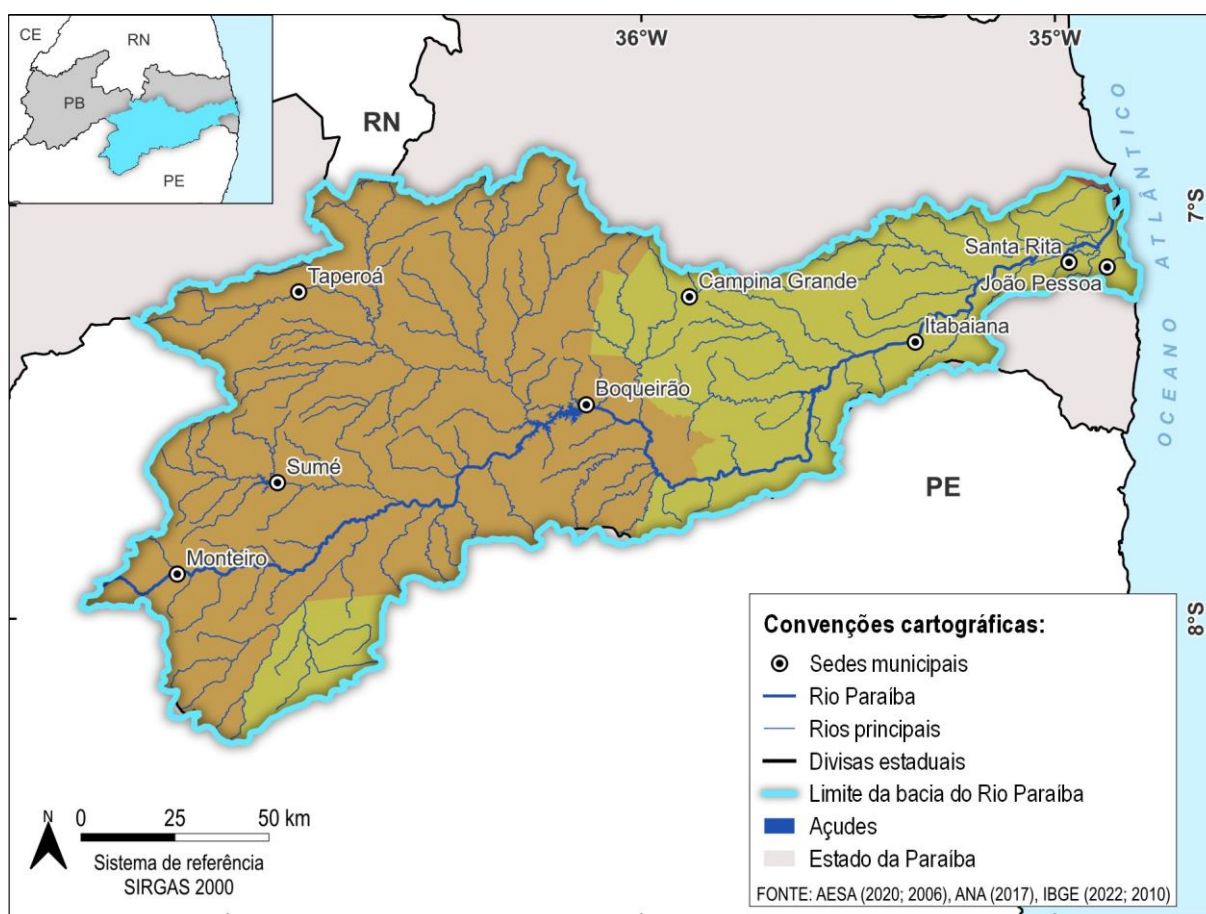 CE
RN
PB
PE
36°W
35°W
RN
OCEANO ATLÂNTICO
7°S
Taperoá
Campina Grande
Santa Rita
João Pessoa
Itabaiana
Boqueirão
Sumé
PE
Monteiro
8°S
N
0 25 50 km
Sistema de referência
SIRGAS 2000
Convenções cartográficas:
Sedes municipais
Rio Paraíba
Rios principais
Divisas estaduais
Limite da bacia do Rio Paraíba
Açudes
Estado da Paraíba
FONTE: AESA (2020; 2006), ANA (2017), IBGE (2022; 2010)